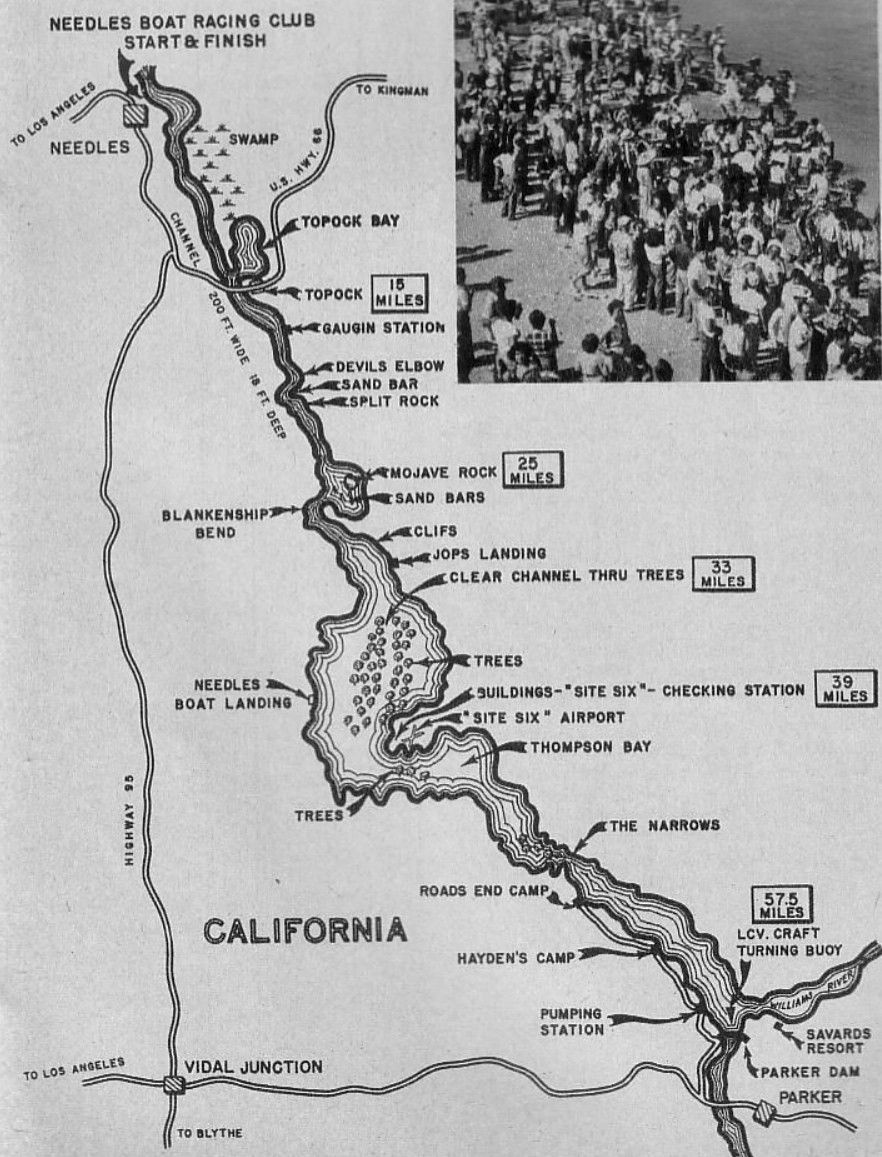 NEEDLES BOAT RACING CLUB
START & FINISH
TO KINGMAN
TO LOS ANGELES
NEEDLES
SWAMP
U.S. HWY. 66
CHANNEL
TOPOCK BAY
TOPOCK
15
MILES
200 FT. WIDE 18 FT. DEEP
GAUGIN STATION
DEVILS ELBOW
SAND BAR
SPLIT ROCK
MOJAVE ROCK
25
MILES
SAND BARS
BLANKENSHIP
BEND
CLIFS
JOPS LANDING
CLEAR CHANNEL THRU TREES
33
MILES
TREES
NEEDLES
BOAT LANDING
BUILDINGS-"SITE SIX"- CHECKING STATION
39
MILES
"SITE SIX" AIRPORT
THOMPSON BAY
TREES
HIGHWAY 95
THE NARROWS
ROADS END CAMP
57.5
MILES
CALIFORNIA
LCV. CRAFT
TURNING BUOY
HAYDEN'S CAMP
WILLIAMS RIVER
PUMPING
STATION
SAVARDS
RESORT
TO LOS ANGELES
VIDAL JUNCTION
PARKER DAM
PARKER
TO BLYTHE